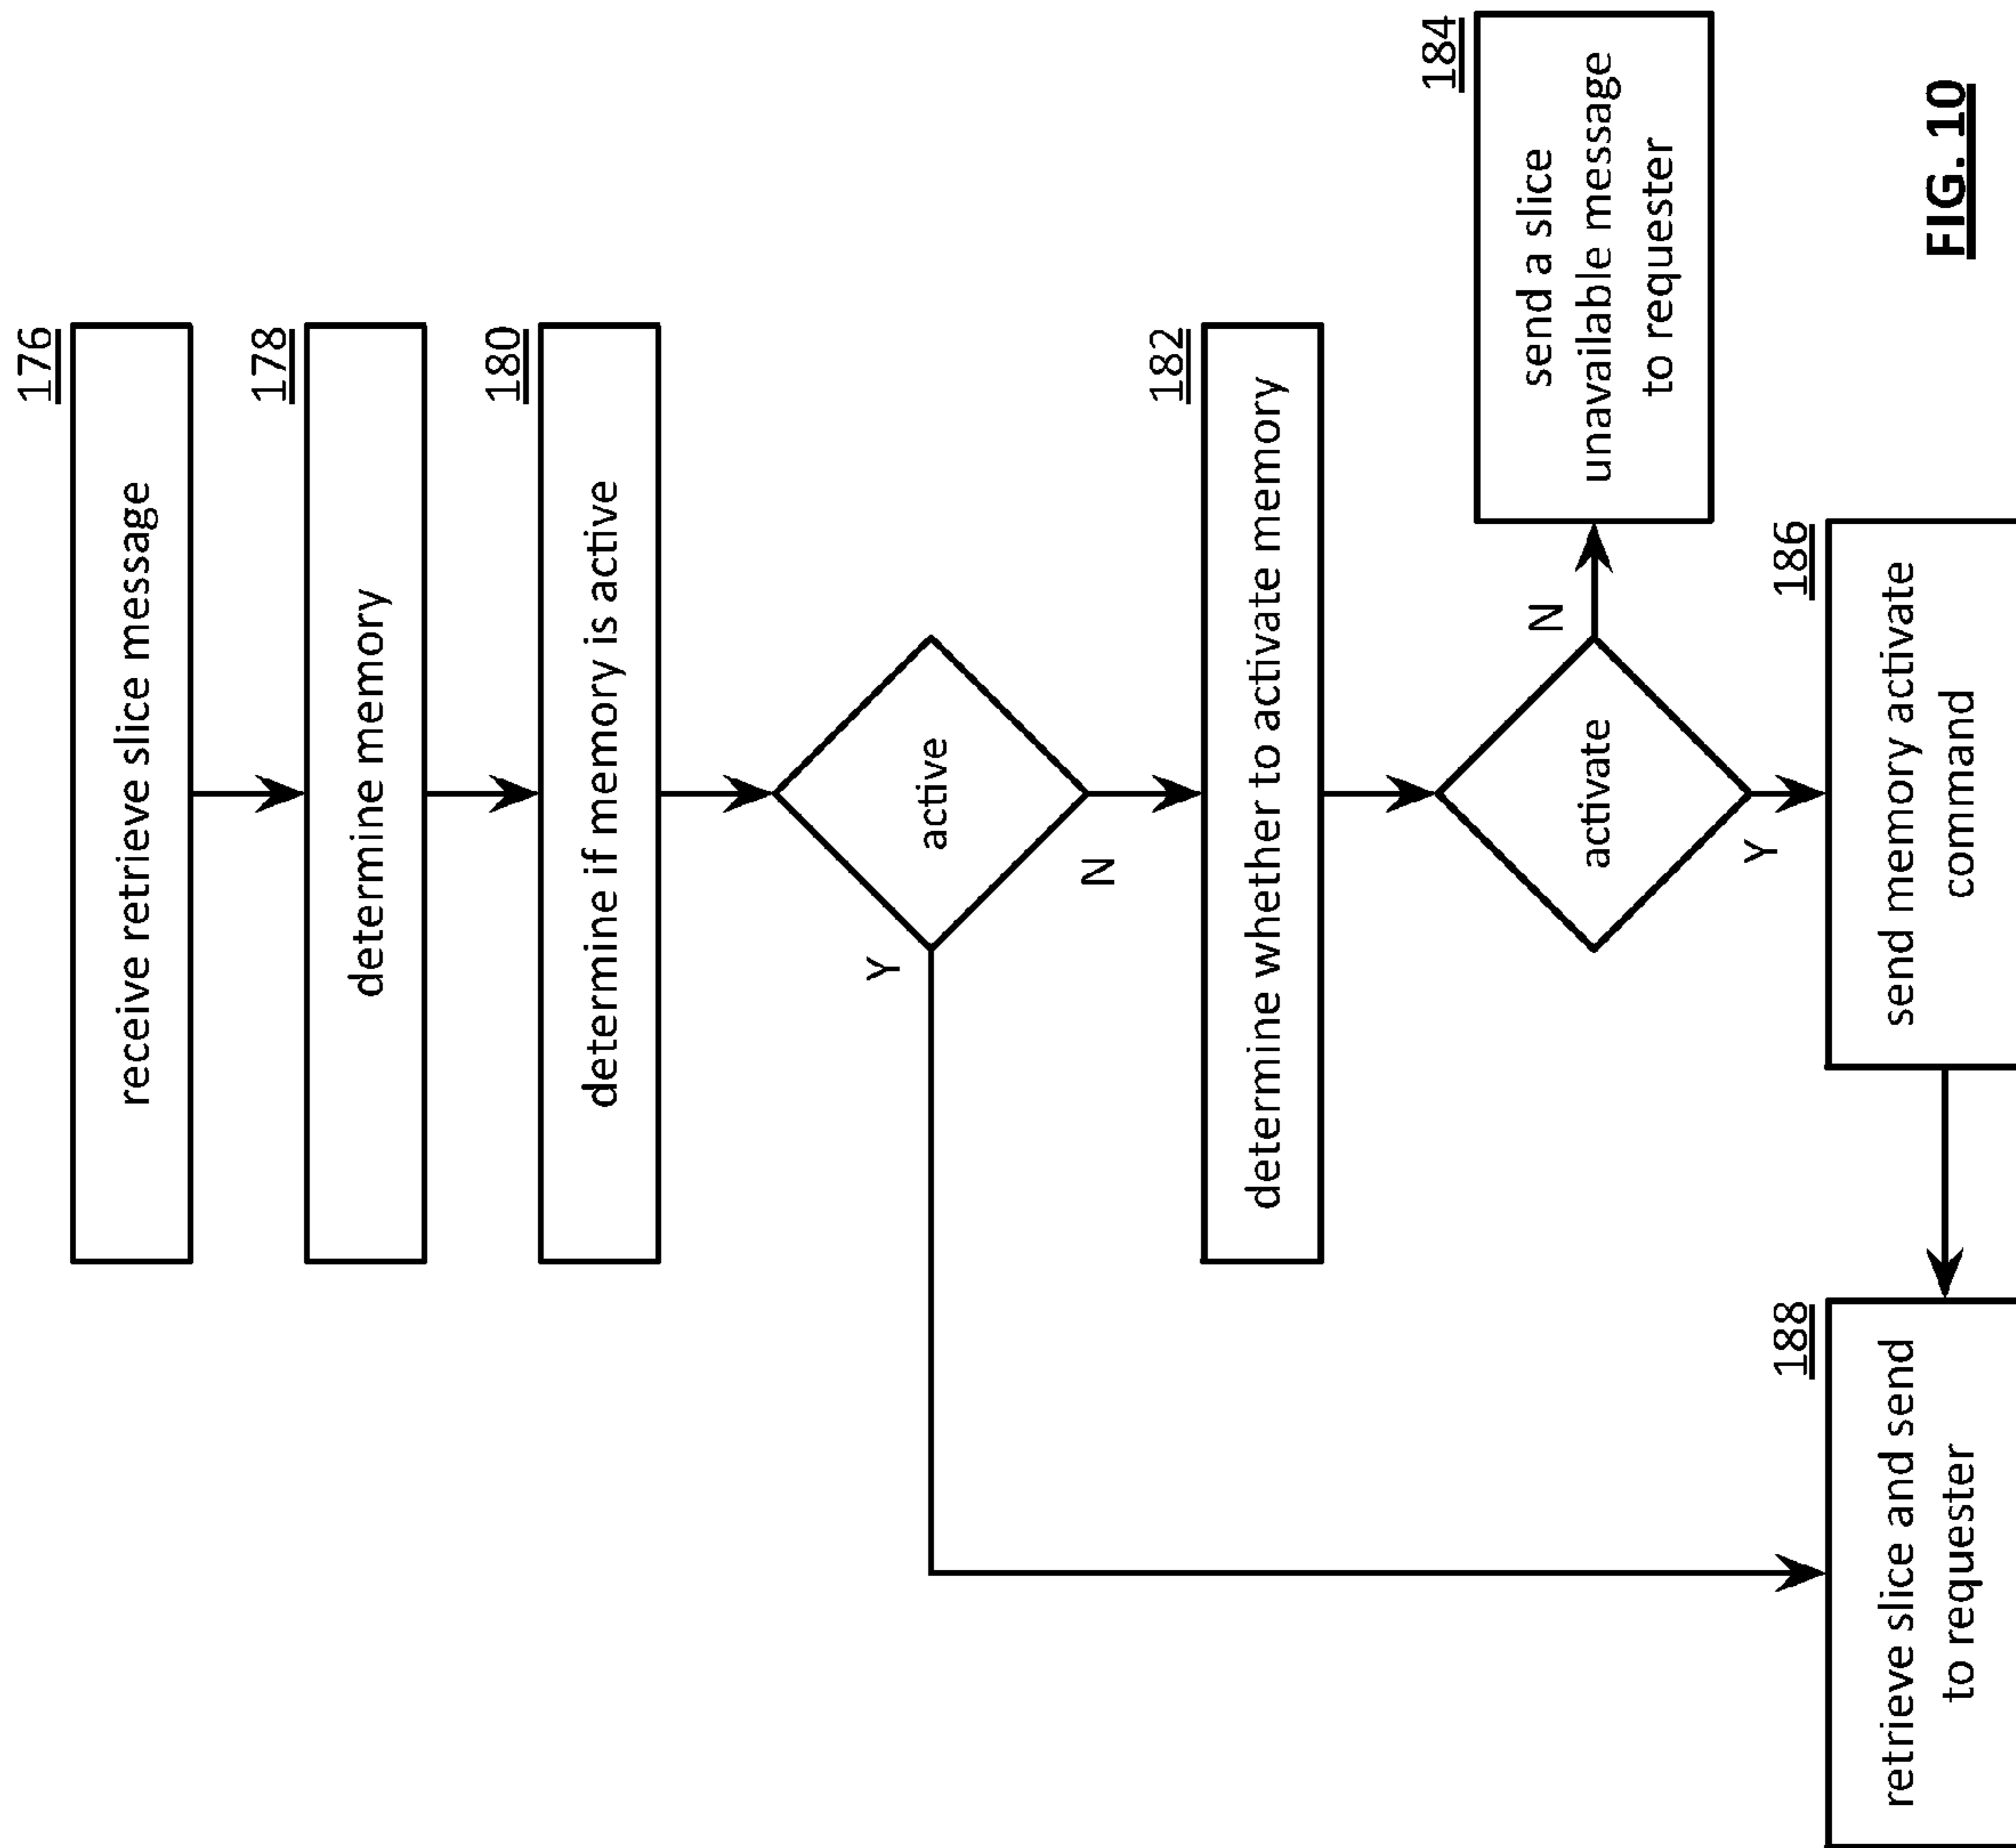 176
receive retrieve slice message
178
determine memory
180
determine if memory is active
active
Y
N
182
determine whether to activate memory
activate
N
Y
184
send a slice
unavailable message
to requester
186
send memory activate
command
188
retrieve slice and send
to requester
FIG. 10